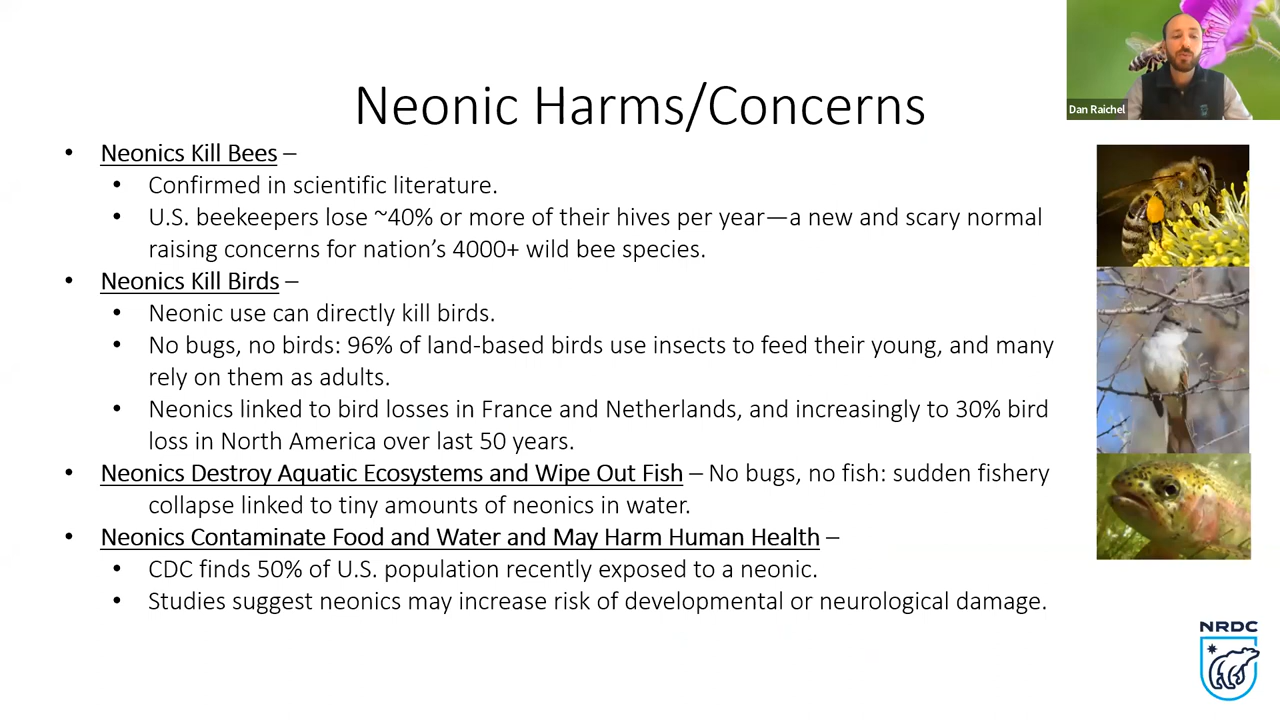 Neonic Harms/Concerns
Dan Raichel
• Neonics Kill Bees –
• Confirmed in scientific literature.
• U.S. beekeepers lose ~40% or more of their hives per year—a new and scary normal
raising concerns for nation’s 4000+ wild bee species.
• Neonics Kill Birds –
• Neonic use can directly kill birds.
• No bugs, no birds: 96% of land-based birds use insects to feed their young, and many
rely on them as adults.
• Neonics linked to bird losses in France and Netherlands, and increasingly to 30% bird
loss in North America over last 50 years.
• Neonics Destroy Aquatic Ecosystems and Wipe Out Fish – No bugs, no fish: sudden fishery
collapse linked to tiny amounts of neonics in water.
• Neonics Contaminate Food and Water and May Harm Human Health –
• CDC finds 50% of U.S. population recently exposed to a neonic.
• Studies suggest neonics may increase risk of developmental or neurological damage.
NRDC